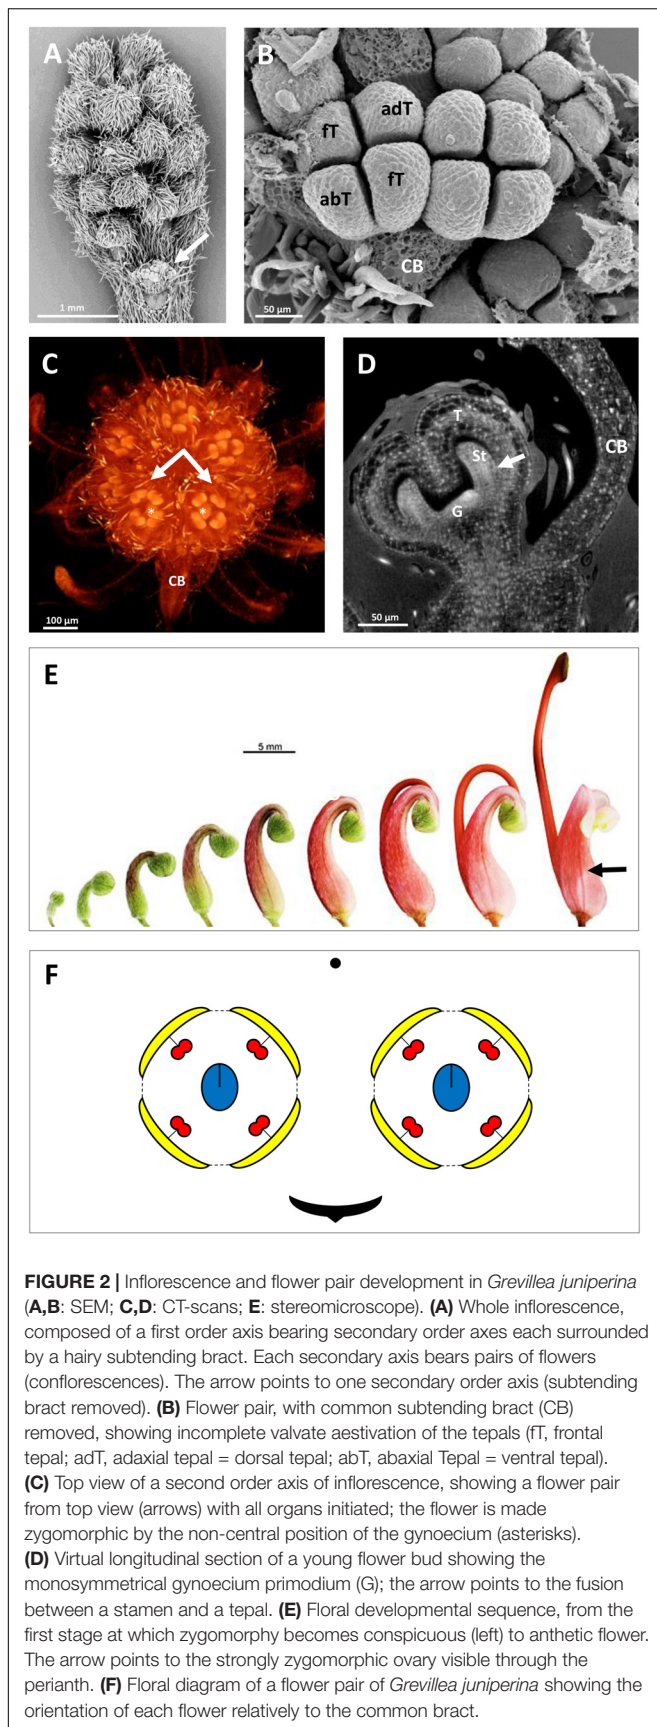 A
1 mm
B
fT
adT
abT
fT
CB
50 µm
C
*
*
CB
100 µm
D
T
St
G
CB
50 µm
E
5 mm
F
FIGURE 2 | Inflorescence and flower pair development in Grevillea juniperina
(A,B: SEM; C,D: CT-scans; E: stereomicroscope). (A) Whole inflorescence,
composed of a first order axis bearing secondary order axes each surrounded
by a hairy subtending bract. Each secondary axis bears pairs of flowers
(conflorescences). The arrow points to one secondary order axis (subtending
bract removed). (B) Flower pair, with common subtending bract (CB)
removed, showing incomplete valvate aestivation of the tepals (fT, frontal
tepal; adT, adaxial tepal = dorsal tepal; abT, abaxial Tepal = ventral tepal).
(C) Top view of a second order axis of inflorescence, showing a flower pair
from top view (arrows) with all organs initiated; the flower is made
zygomorphic by the non-central position of the gynoecium (asterisks).
(D) Virtual longitudinal section of a young flower bud showing the
monosymmetrical gynoecium primodium (G); the arrow points to the fusion
between a stamen and a tepal. (E) Floral developmental sequence, from the
first stage at which zygomorphy becomes conspicuous (left) to anthetic flower.
The arrow points to the strongly zygomorphic ovary visible through the
perianth. (F) Floral diagram of a flower pair of Grevillea juniperina showing the
orientation of each flower relatively to the common bract.